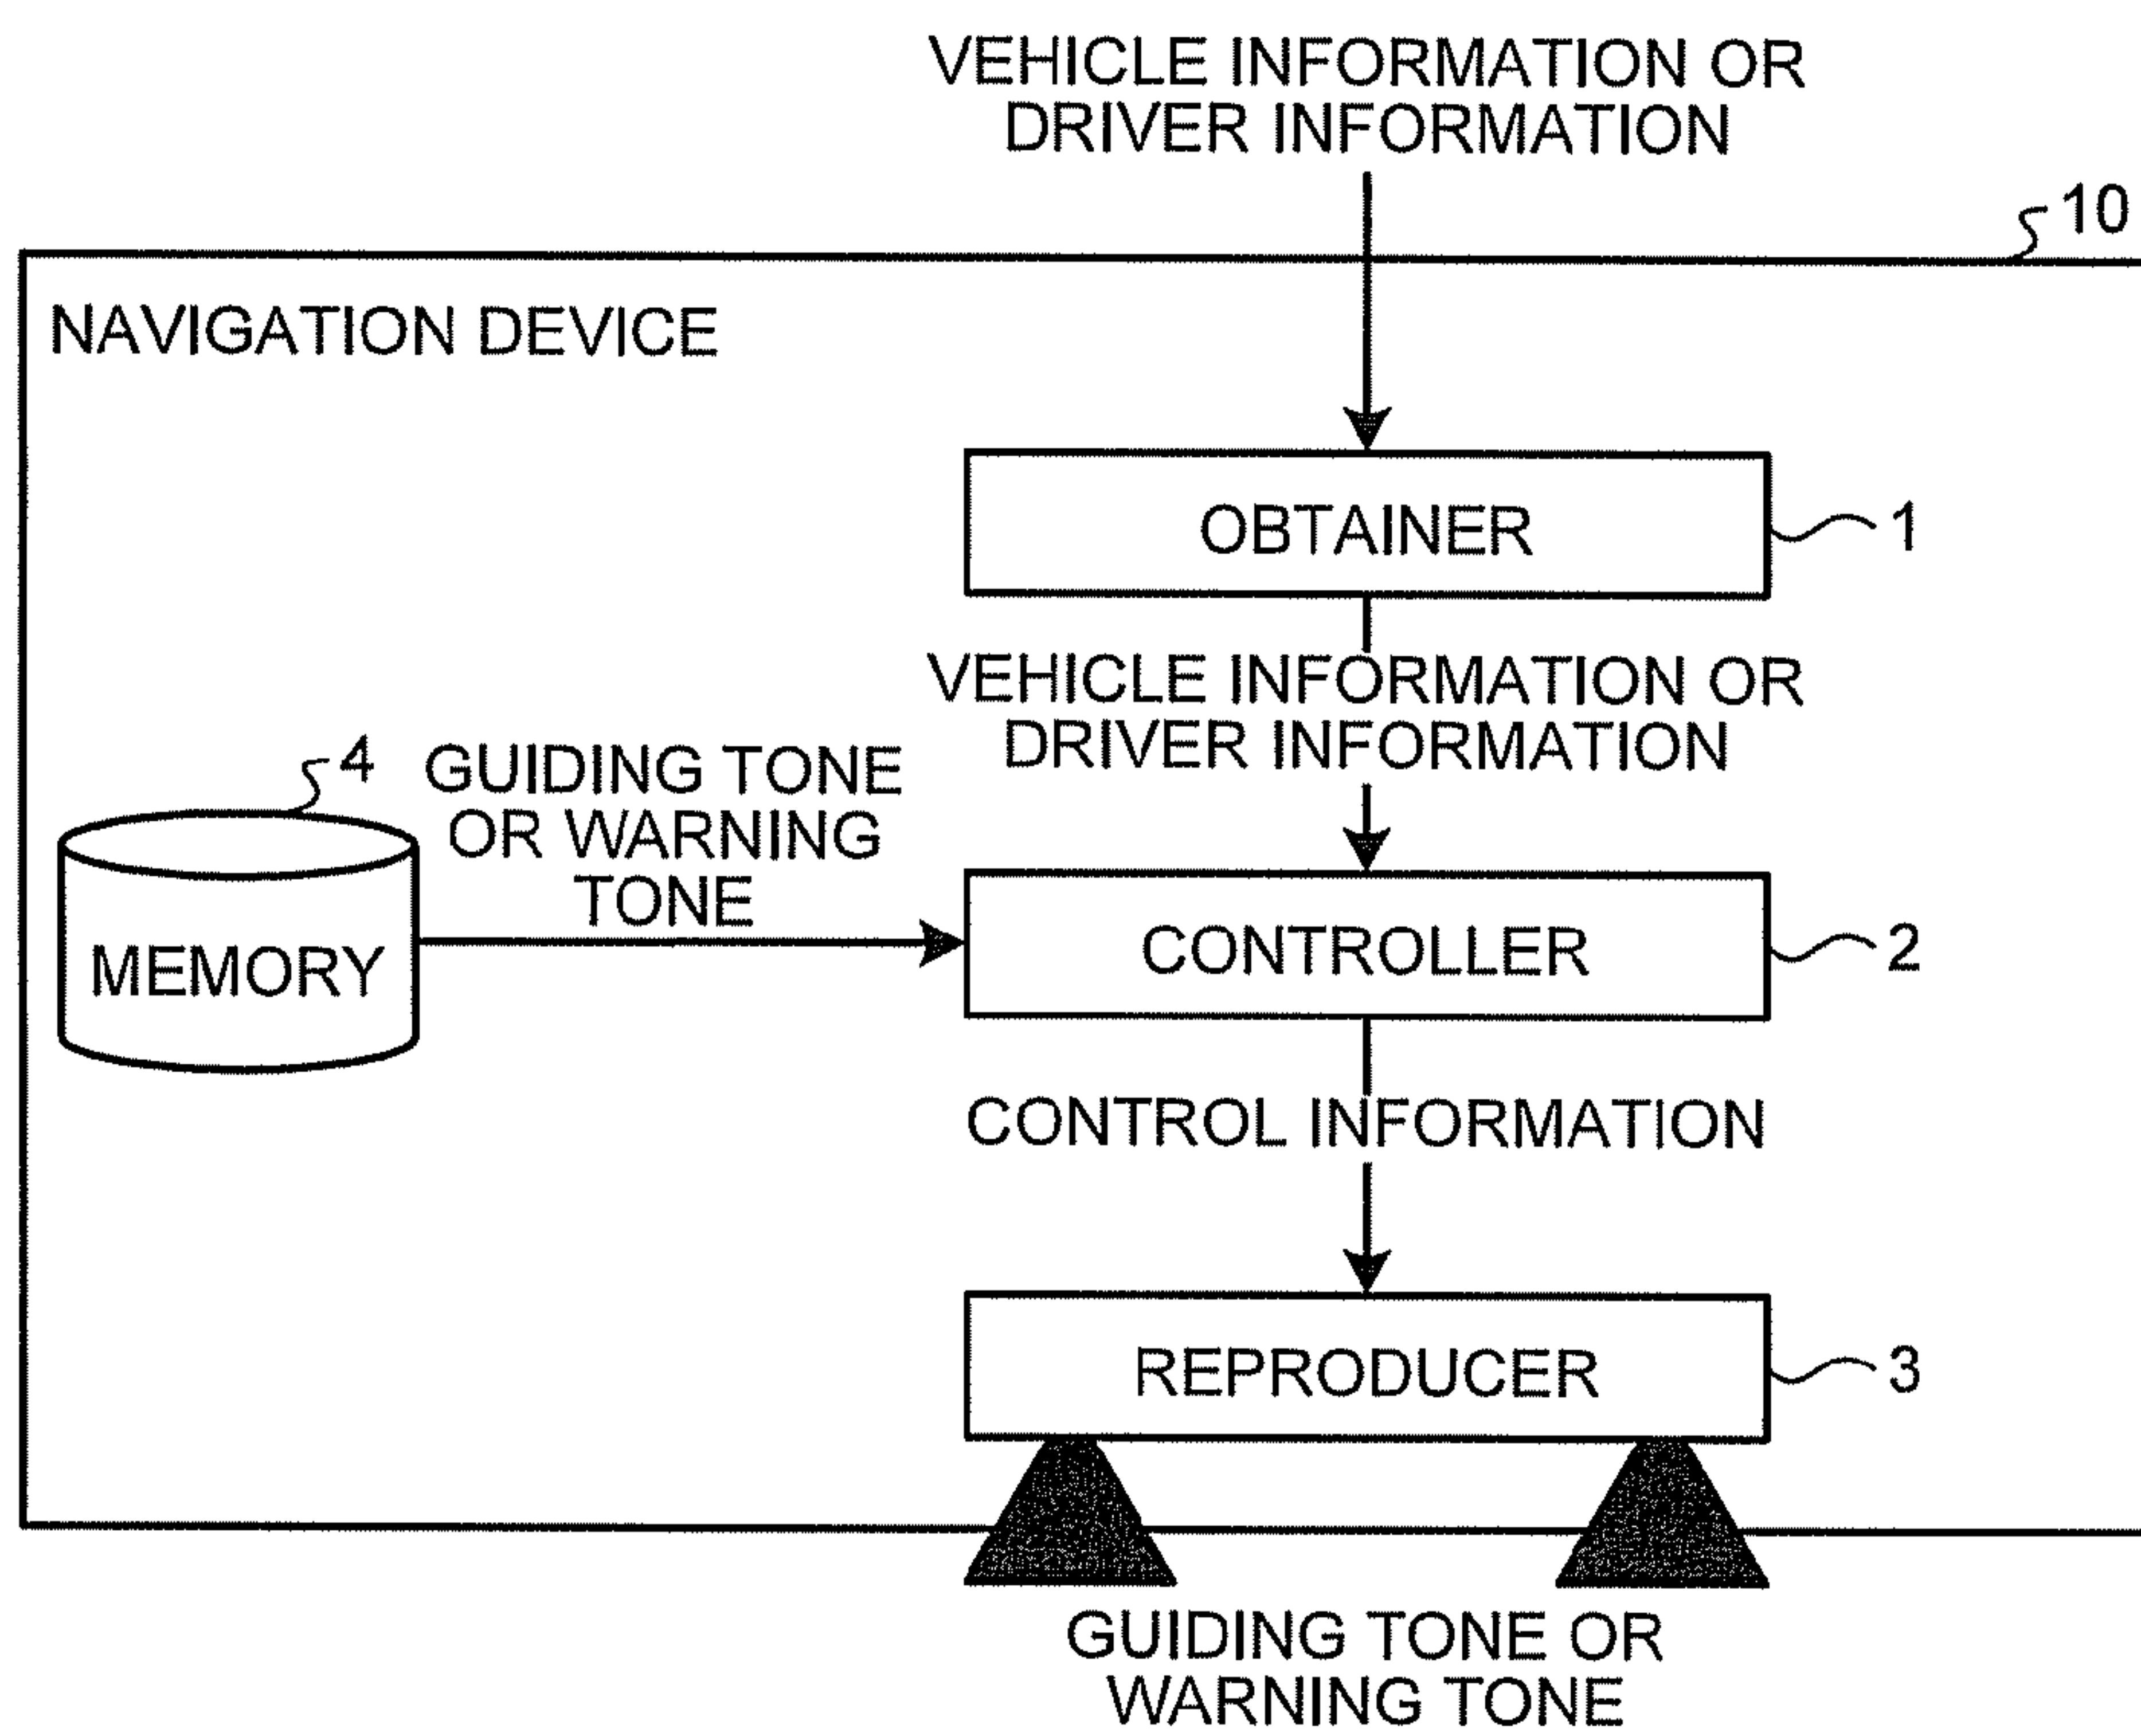 VEHICLE INFORMATION OR
DRIVER INFORMATION
10
NAVIGATION DEVICE
OBTAINER
1
VEHICLE INFORMATION OR
DRIVER INFORMATION
4
GUIDING TONE
OR WARNING
TONE
MEMORY
CONTROLLER
2
CONTROL INFORMATION
REPRODUCER
3
GUIDING TONE OR
WARNING TONE